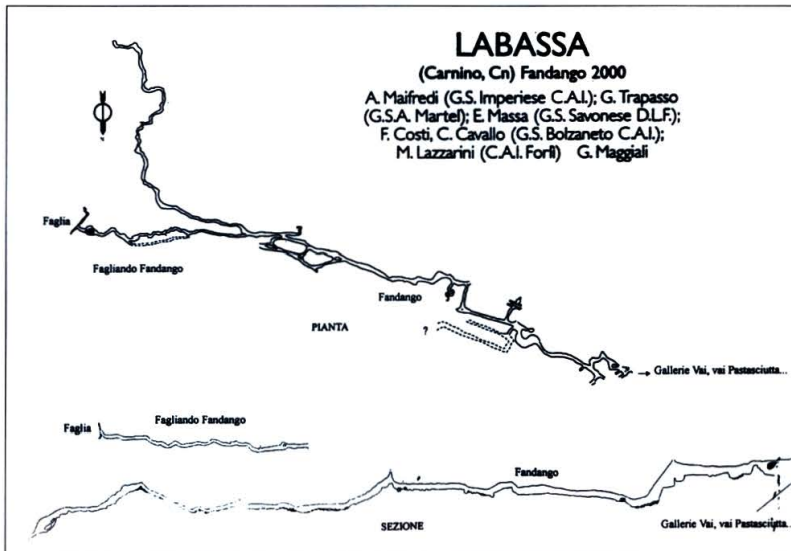 LABASSA
(Carnino, Cn) Fandango 2000
A. Maifredi (G.S. Imperiese C.A.I.); G. Trapasso
(G.S.A. Martel); E. Massa (G.S. Savonese D.L.F.);
F. Costi, C. Cavallo (G.S. Bolzaneto C.A.I.);
M. Lazzarini (C.A.I. Forlì) G. Maggiali
Faglia
Fagliando Fandango
Fandango
PIANTA
?
→ Gallerie Vai, vai Pastasciutta...
Faglia
Fagliando Fandango
Fandango
SEZIONE
Gallerie Vai, vai Pastasciutta...